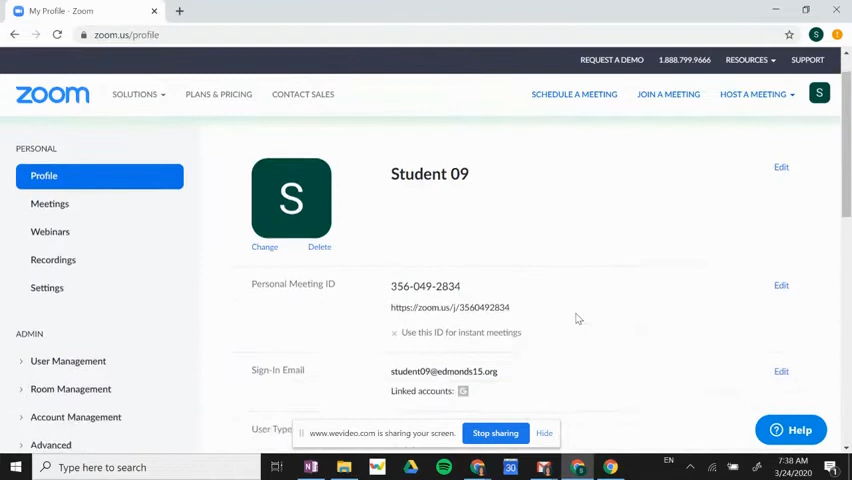 My Profile - Zoom
zoom.us/profile
S
REQUEST A DEMO 1.888.799.9666 RESOURCES SUPPORT
zoom SOLUTIONS PLANS & PRICING CONTACT SALES SCHEDULE A MEETING JOIN A MEETING HOST A MEETING S
PERSONAL
Profile
Meetings
Webinars
Recordings
Settings
ADMIN
User Management
Room Management
Account Management
Advanced
S
Change Delete
Student 09 Edit
Personal Meeting ID 356-049-2834 Edit
https://zoom.us/j/3560492834
× Use this ID for instant meetings
Sign-In Email student09@edmonds15.org Edit
Linked accounts: G
User Type
www.wevideo.com is sharing your screen. Stop sharing Hide
Help
Type here to search
30
EN
7:38 AM
3/24/2020
1